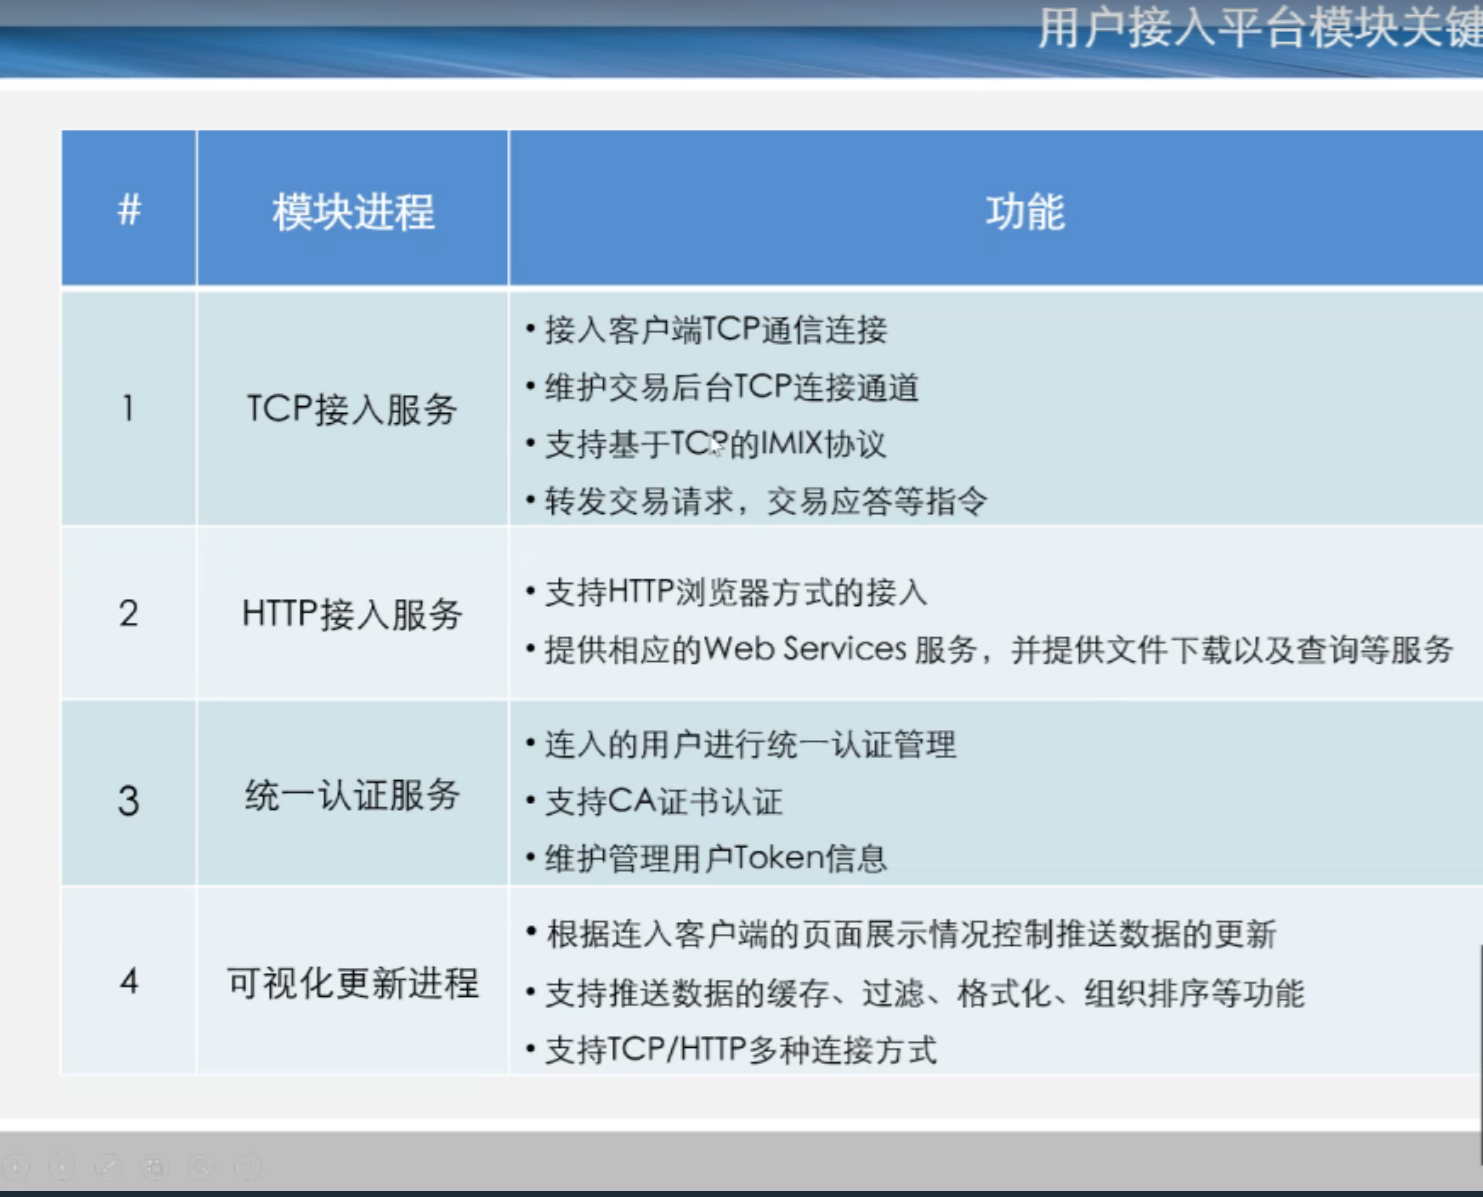 用户接入平台模块关键
# 模块进程 功能
1 TCP接入服务
• 接入客户端TCP通信连接
• 维护交易后台TCP连接通道
• 支持基于TCP的IMIX协议
• 转发交易请求，交易应答等指令
2 HTTP接入服务
• 支持HTTP浏览器方式的接入
• 提供相应的Web Services 服务，并提供文件下载以及查询等服务
3 统一认证服务
• 连入的用户进行统一认证管理
• 支持CA证书认证
• 维护管理用户Token信息
4 可视化更新进程
• 根据连入客户端的页面展示情况控制推送数据的更新
• 支持推送数据的缓存、过滤、格式化、组织排序等功能
• 支持TCP/HTTP多种连接方式